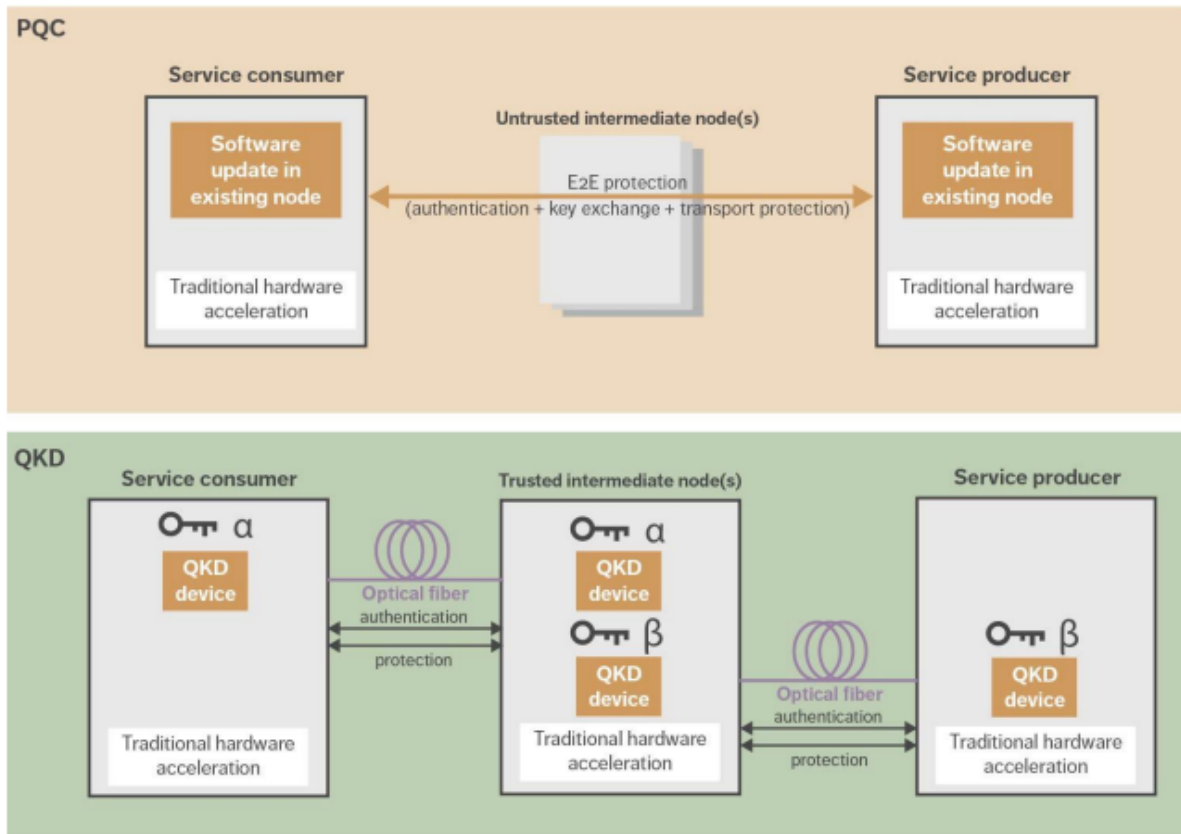 PQC
Service consumer
Service producer
Untrusted intermediate node(s)
Software
update in
existing node
E2E protection
(authentication + key exchange + transport protection)
Software
update in
existing node
Traditional hardware
acceleration
Traditional hardware
acceleration
QKD
Service consumer
Trusted intermediate node(s)
Service producer
α
QKD
device
Optical fiber
authentication
protection
Traditional hardware
acceleration
α
QKD
device
β
QKD
device
Traditional hardware
acceleration
Optical fiber
authentication
protection
β
QKD
device
Traditional hardware
acceleration